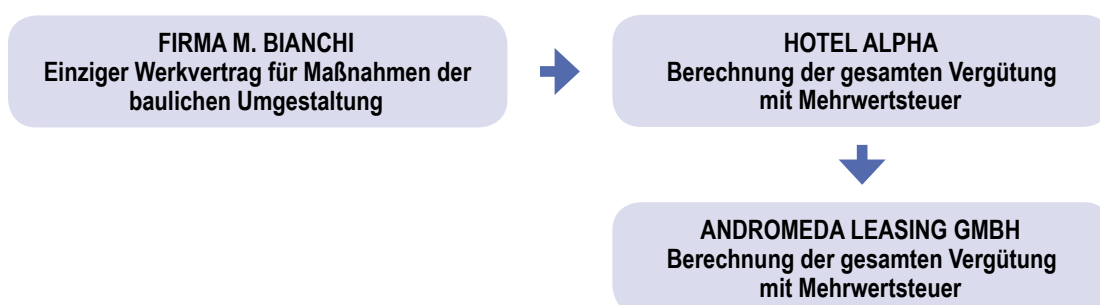 FIRMA M. BIANCHI
Einziger Werkvertrag für Maßnahmen der
baulichen Umgestaltung
HOTEL ALPHA
Berechnung der gesamten Vergütung
mit Mehrwertsteuer
ANDROMEDA LEASING GMBH
Berechnung der gesamten Vergütung
mit Mehrwertsteuer